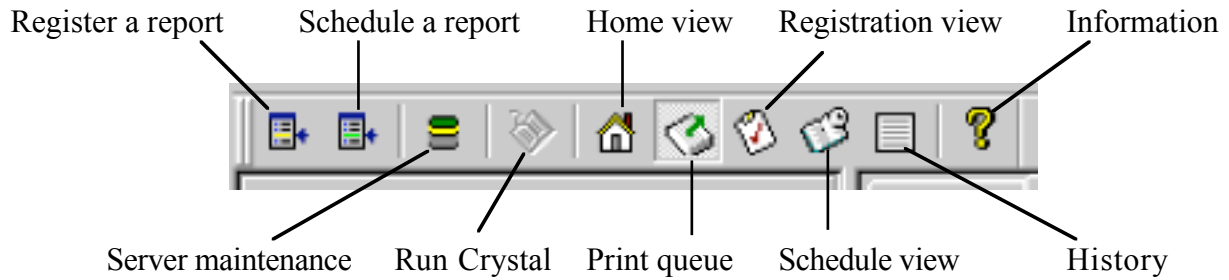 Register a report Schedule a report Home view Registration view Information
Server maintenance Run Crystal Print queue Schedule view History